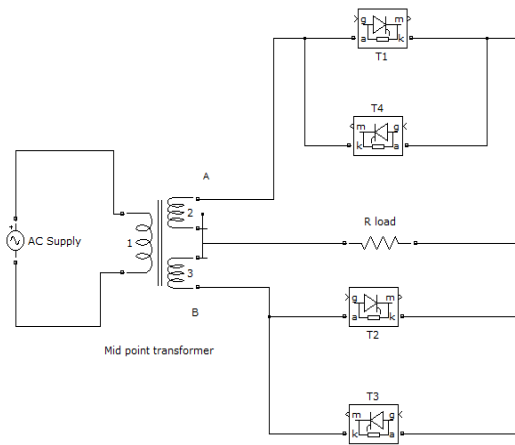 g m
a k
T1
T4
m g
k a
A
2
R load
+
AC Supply
1
3
g m
a k
T2
B
Mid point transformer
T3
m g
k a